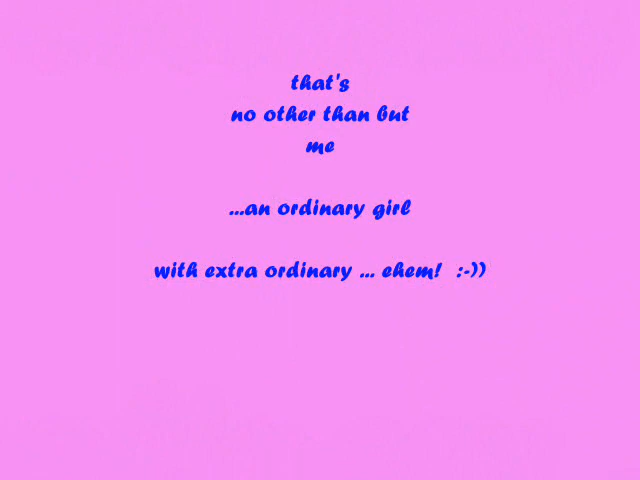 that's
no other than but
me
...an ordinary girl
with extra ordinary ... ehem! :-))